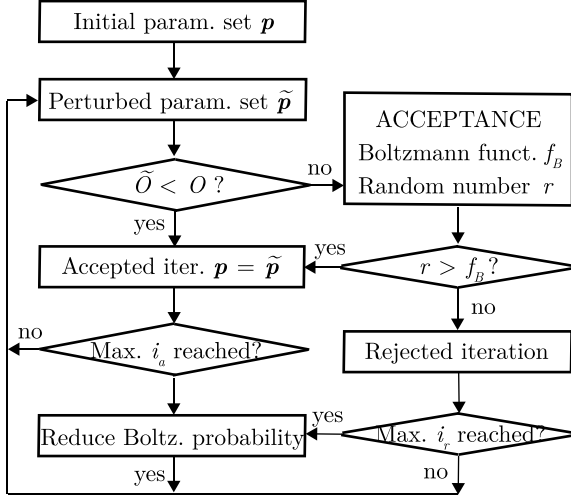 Initial param. set p
Perturbed param. set p̃
Õ < O ?
no
yes
ACCEPTANCE
Boltzmann funct. f_B
Random number r
Accepted iter. p = p̃
yes
r > f_B?
no
no
Max. i_a reached?
Rejected iteration
Reduce Boltz. probability
yes
Max. i_r reached?
yes
no